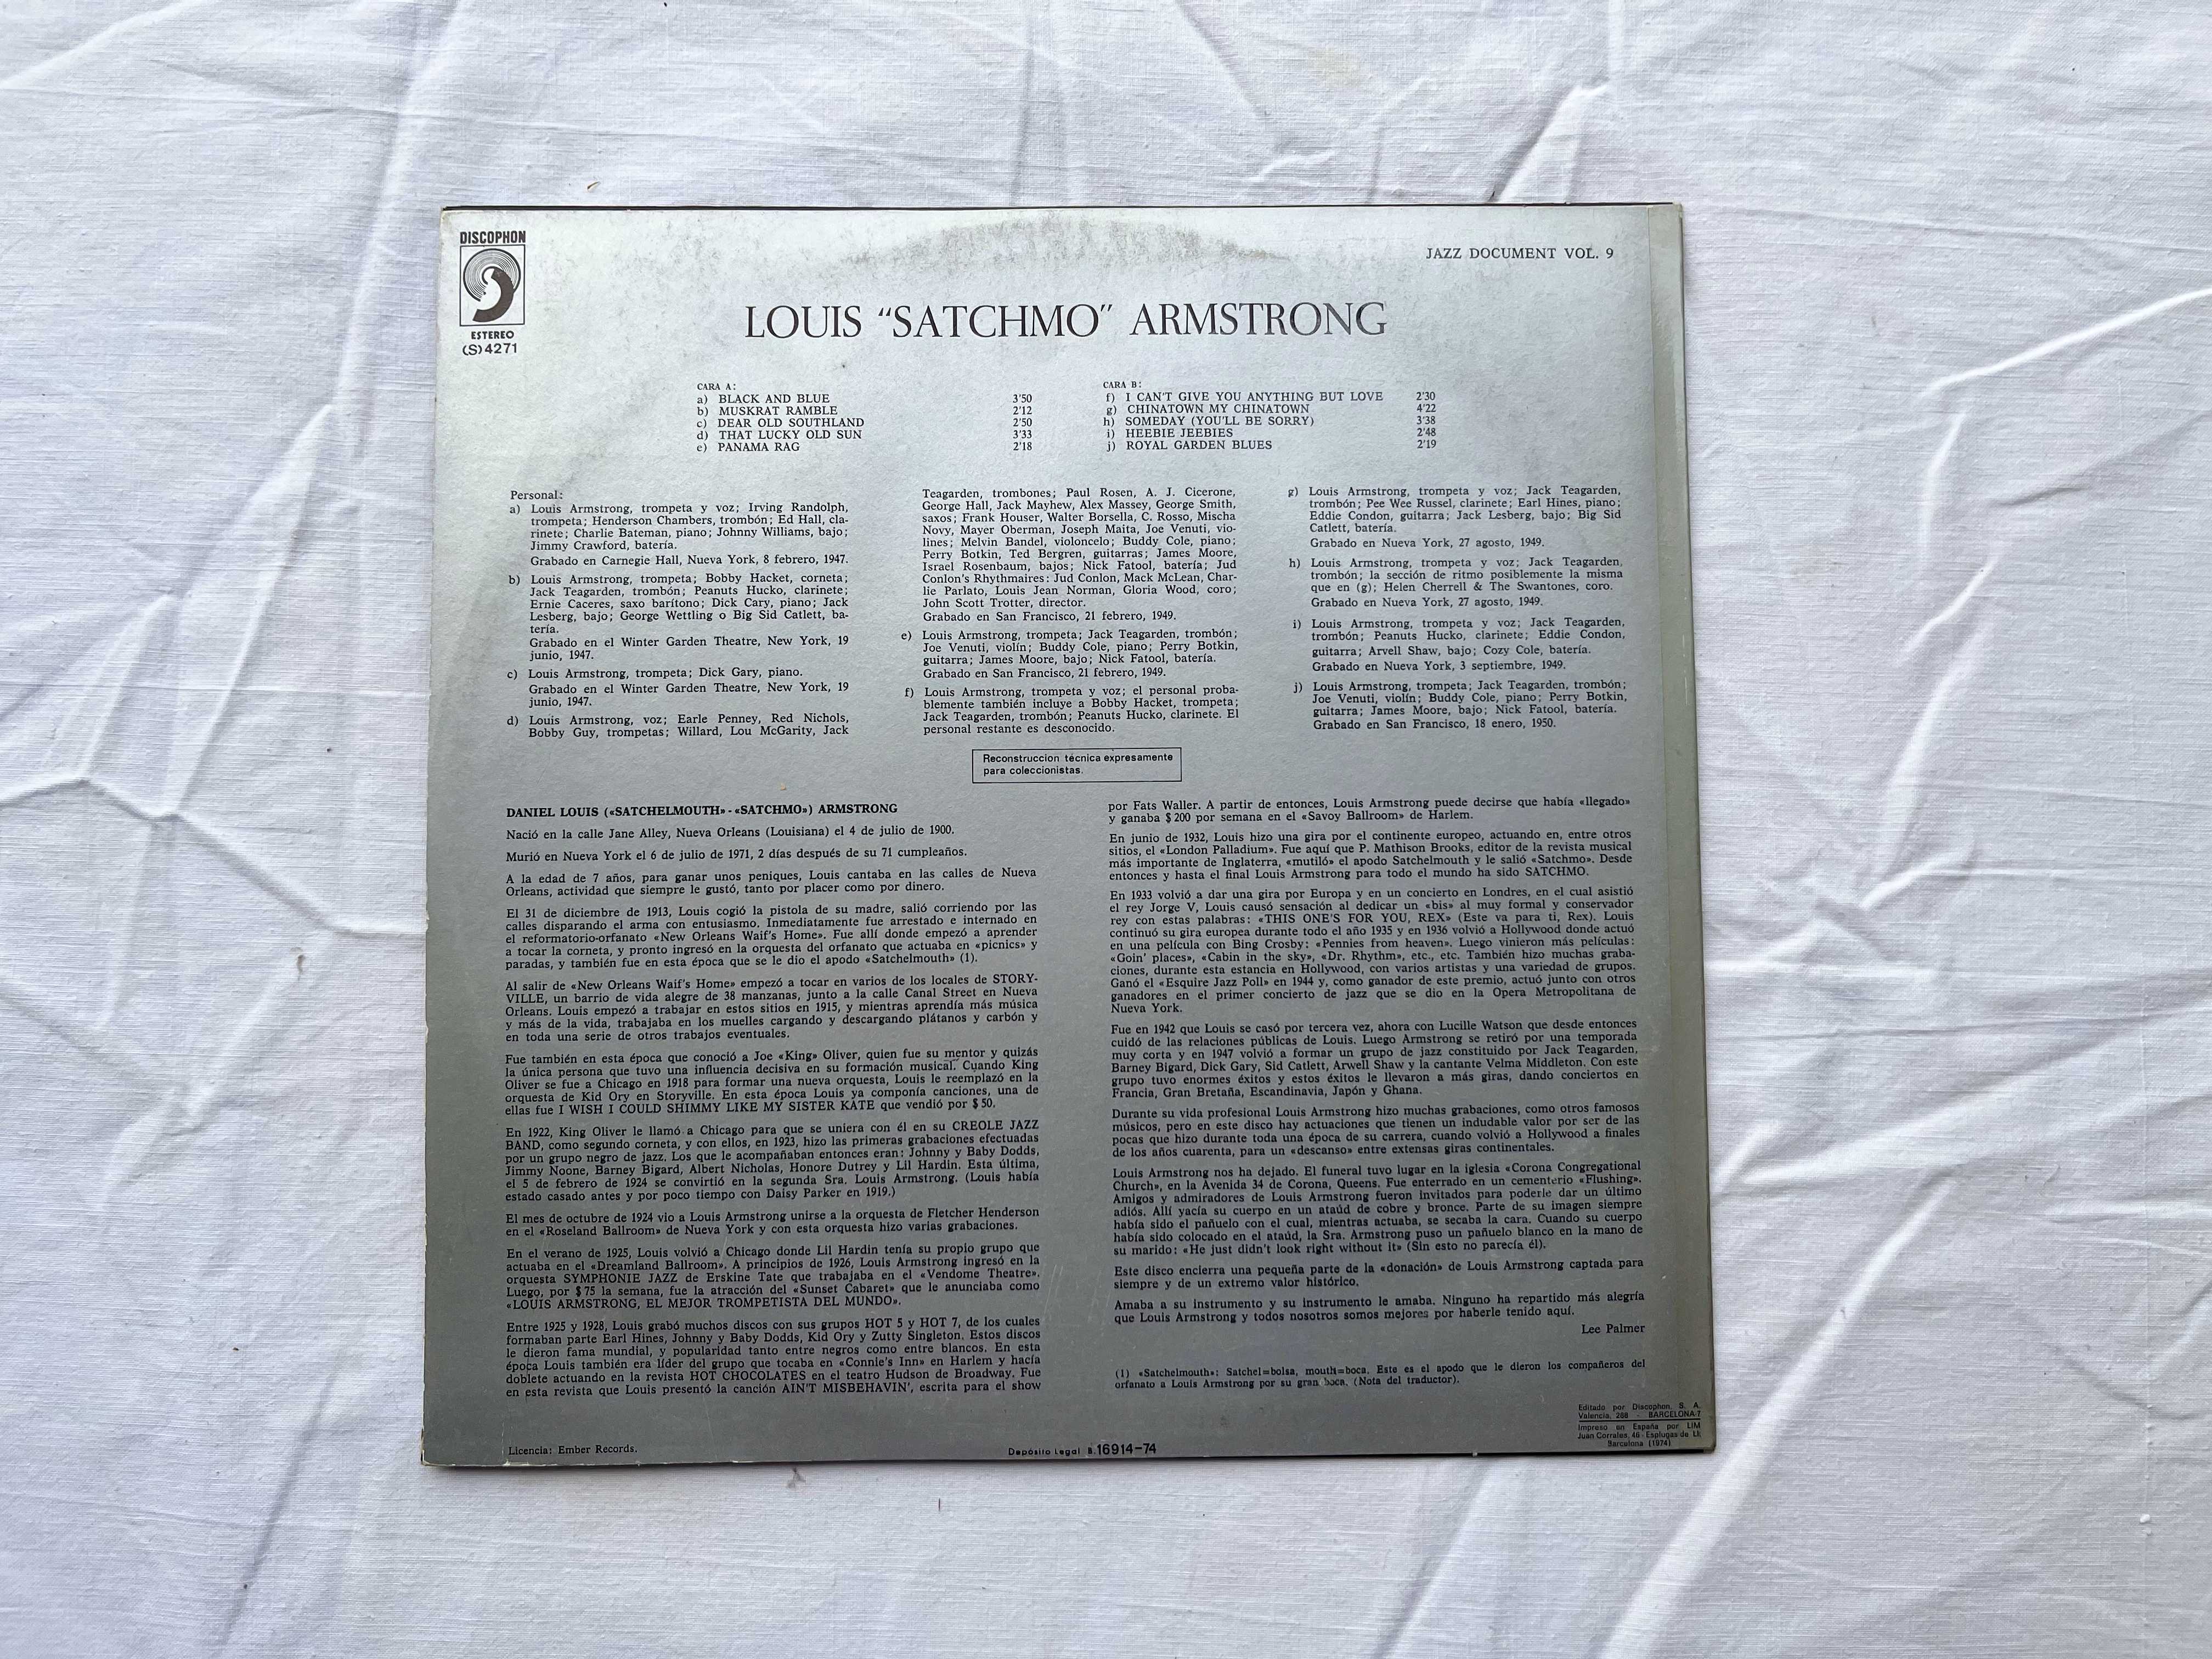 DISCOPHON
ESTEREO
(S)4271
JAZZ DOCUMENT VOL. 9
LOUIS “SATCHMO” ARMSTRONG
CARA A:
a) BLACK AND BLUE 3'50
b) MUSKRAT RAMBLE 2'12
c) DEAR OLD SOUTHLAND 2'50
d) THAT LUCKY OLD SUN 3'33
e) PANAMA RAG 2'18
CARA B:
f) I CAN'T GIVE YOU ANYTHING BUT LOVE 2'30
g) CHINATOWN MY CHINATOWN 4'22
h) SOMEDAY (YOU'LL BE SORRY) 3'38
i) HEEBIE JEEBIES 2'48
j) ROYAL GARDEN BLUES 2'19
Personal:
a) Louis Armstrong, trompeta y voz; Irving Randolph,
trompeta; Henderson Chambers, trombón; Ed Hall, cla-
rinete; Charlie Bateman, piano; Johnny Williams, bajo;
Jimmy Crawford, batería.
Grabado en Carnegie Hall, Nueva York, 8 febrero, 1947.
b) Louis Armstrong, trompeta; Bobby Hacket, corneta;
Jack Teagarden, trombón; Peanuts Hucko, clarinete;
Ernie Caceres, saxo barítono; Dick Cary, piano; Jack
Lesberg, bajo; George Wettling o Big Sid Catlett, ba-
tería.
Grabado en el Winter Garden Theatre, New York, 19
junio, 1947.
c) Louis Armstrong, trompeta; Dick Gary, piano.
Grabado en el Winter Garden Theatre, New York, 19
junio, 1947.
d) Louis Armstrong, voz; Earle Penney, Red Nichols,
Bobby Guy, trompetas; Willard, Lou McGarity, Jack
Teagarden, trombones; Paul Rosen, A. J. Cicerone,
George Hall, Jack Mayhew, Alex Massey, George Smith,
saxos; Frank Houser, Walter Borsella, C. Rosso, Mischa
Novy, Mayer Oberman, Joseph Maita, Joe Venuti, vio-
lines; Melvin Bandel, violoncelo; Buddy Cole, piano;
Perry Botkin, Ted Bergren, guitarras; James Moore,
Israel Rosenbaum, bajos; Nick Fatool, batería; Jud
Conlon's Rhythmaires: Jud Conlon, Mack McLean, Char-
lie Parlato, Louis Jean Norman, Gloria Wood, coro;
John Scott Trotter, director.
Grabado en San Francisco, 21 febrero, 1949.
e) Louis Armstrong, trompeta; Jack Teagarden, trombón;
Joe Venuti, violín; Buddy Cole, piano; Perry Botkin,
guitarra; James Moore, bajo; Nick Fatool, batería.
Grabado en San Francisco, 21 febrero, 1949.
f) Louis Armstrong, trompeta y voz; el personal proba-
blemente también incluye a Bobby Hacket, trompeta;
Jack Teagarden, trombón; Peanuts Hucko, clarinete. El
personal restante es desconocido.
g) Louis Armstrong, trompeta y voz; Jack Teagarden,
trombón; Pee Wee Russel, clarinete; Earl Hines, piano;
Eddie Condon, guitarra; Jack Lesberg, bajo; Big Sid
Catlett, batería.
Grabado en Nueva York, 27 agosto, 1949.
h) Louis Armstrong, trompeta y voz; Jack Teagarden,
trombón; la sección de ritmo posiblemente la misma
que en (g); Helen Cherrell & The Swantones, coro.
Grabado en Nueva York, 27 agosto, 1949.
i) Louis Armstrong, trompeta y voz; Jack Teagarden,
trombón; Peanuts Hucko, clarinete; Eddie Condon,
guitarra; Arvell Shaw, bajo; Cozy Cole, batería.
Grabado en Nueva York, 3 septiembre, 1949.
j) Louis Armstrong, trompeta; Jack Teagarden, trombón;
Joe Venuti, violín; Buddy Cole, piano; Perry Botkin,
guitarra; James Moore, bajo; Nick Fatool, batería.
Grabado en San Francisco, 18 enero, 1950.
Reconstruccion técnica expresamente
para coleccionistas.
DANIEL LOUIS («SATCHELMOUTH»-«SATCHMO») ARMSTRONG
Nació en la calle Jane Alley, Nueva Orleans (Louisiana) el 4 de julio de 1900.
Murió en Nueva York el 6 de julio de 1971, 2 días después de su 71 cumpleaños.
A la edad de 7 años, para ganar unos peniques, Louis cantaba en las calles de Nueva
Orleans, actividad que siempre le gustó, tanto por placer como por dinero.
El 31 de diciembre de 1913, Louis cogió la pistola de su madre, salió corriendo por las
calles disparando el arma con entusiasmo. Inmediatamente fue arrestado e internado en
el reformatorio-orfanato «New Orleans Waif's Home». Fue allí donde empezó a aprender
a tocar la corneta, y pronto ingresó en la orquesta del orfanato que actuaba en «picnics» y
paradas, y también fue en esta época que se le dio el apodo «Satchelmouth» (1).
Al salir de «New Orleans Waif's Home» empezó a tocar en varios de los locales de STORY-
VILLE, un barrio de vida alegre de 38 manzanas, junto a la calle Canal Street en Nueva
Orleans. Louis empezó a trabajar en estos sitios en 1915, y mientras aprendía más música
y más de la vida, trabajaba en los muelles cargando y descargando plátanos y carbón y
en toda una serie de otros trabajos eventuales.
Fue también en esta época que conoció a Joe «King» Oliver, quien fue su mentor y quizás
la única persona que tuvo una influencia decisiva en su formación musical. Cuando King
Oliver se fue a Chicago en 1918 para formar una nueva orquesta, Louis le reemplazó en la
orquesta de Kid Ory en Storyville. En esta época Louis ya componía canciones, una de
ellas fue I WISH I COULD SHIMMY LIKE MY SISTER KATE que vendió por $ 50.
En 1922, King Oliver le llamó a Chicago para que se uniera con él en su CREOLE JAZZ
BAND, como segundo corneta, y con ellos, en 1923, hizo las primeras grabaciones efectuadas
por un grupo negro de jazz. Los que le acompañaban entonces eran: Johnny y Baby Dodds,
Jimmy Noone, Barney Bigard, Albert Nicholas, Honore Dutrey y Lil Hardin. Esta última,
el 5 de febrero de 1924 se convirtió en la segunda Sra. Louis Armstrong. (Louis había
estado casado antes y por poco tiempo con Daisy Parker en 1919.)
El mes de octubre de 1924 vio a Louis Armstrong unirse a la orquesta de Fletcher Henderson
en el «Roseland Ballroom» de Nueva York y con esta orquesta hizo varias grabaciones.
En el verano de 1925, Louis volvió a Chicago donde Lil Hardin tenía su propio grupo que
actuaba en el «Dreamland Ballroom». A principios de 1926, Louis Armstrong ingresó en la
orquesta SYMPHONIE JAZZ de Erskine Tate que trabajaba en el «Vendome Theatre».
Luego, por $ 75 la semana, fue la atracción del «Sunset Cabaret» que le anunciaba como
«LOUIS ARMSTRONG, EL MEJOR TROMPETISTA DEL MUNDO».
Entre 1925 y 1928, Louis grabó muchos discos con sus grupos HOT 5 y HOT 7, de los cuales
formaban parte Earl Hines, Johnny y Baby Dodds, Kid Ory y Zutty Singleton. Estos discos
le dieron fama mundial, y popularidad tanto entre negros como entre blancos. En esta
época Louis también era líder del grupo que tocaba en «Connie's Inn» en Harlem y hacía
doblete actuando en la revista HOT CHOCOLATES en el teatro Hudson de Broadway. Fue
en esta revista que Louis presentó la canción AIN'T MISBEHAVIN', escrita para el show
por Fats Waller. A partir de entonces, Louis Armstrong puede decirse que había «llegado»
y ganaba $ 200 por semana en el «Savoy Ballroom» de Harlem.
En junio de 1932, Louis hizo una gira por el continente europeo, actuando en, entre otros
sitios, el «London Palladium». Fue aquí que P. Mathison Brooks, editor de la revista musical
más importante de Inglaterra, «mutiló» el apodo Satchelmouth y le salió «Satchmo». Desde
entonces y hasta el final Louis Armstrong para todo el mundo ha sido SATCHMO.
En 1933 volvió a dar una gira por Europa y en un concierto en Londres, en el cual asistió
el rey Jorge V, Louis causó sensación al dedicar un «bis» al muy formal y conservador
rey con estas palabras: «THIS ONE'S FOR YOU, REX» (Este va para ti, Rex). Louis
continuó su gira europea durante todo el año 1935 y en 1936 volvió a Hollywood donde actuó
en una película con Bing Crosby: «Pennies from heaven». Luego vinieron más películas:
«Goin' places», «Cabin in the sky», «Dr. Rhythm», etc., etc. También hizo muchas graba-
ciones, durante esta estancia en Hollywood, con varios artistas y una variedad de grupos.
Ganó el «Esquire Jazz Poll» en 1944 y, como ganador de este premio, actuó junto con otros
ganadores en el primer concierto de jazz que se dio en la Opera Metropolitana de
Nueva York.
Fue en 1942 que Louis se casó por tercera vez, ahora con Lucille Watson que desde entonces
cuidó de las relaciones públicas de Louis. Luego Armstrong se retiró por una temporada
muy corta y en 1947 volvió a formar un grupo de jazz constituido por Jack Teagarden,
Barney Bigard, Dick Gary, Sid Catlett, Arwell Shaw y la cantante Velma Middleton. Con este
grupo tuvo enormes éxitos y estos éxitos le llevaron a más giras, dando conciertos en
Francia, Gran Bretaña, Escandinavia, Japón y Ghana.
Durante su vida profesional Louis Armstrong hizo muchas grabaciones, como otros famosos
músicos, pero en este disco hay actuaciones que tienen un indudable valor por ser de las
pocas que hizo durante toda una época de su carrera, cuando volvió a Hollywood a finales
de los años cuarenta, para un «descanso» entre extensas giras continentales.
Louis Armstrong nos ha dejado. El funeral tuvo lugar en la iglesia «Corona Congregational
Church», en la Avenida 34 de Corona, Queens. Fue enterrado en un cementerio «Flushing».
Amigos y admiradores de Louis Armstrong fueron invitados para poderle dar un último
adiós. Allí yacía su cuerpo en un ataúd de cobre y bronce. Parte de su imagen siempre
había sido el pañuelo con el cual, mientras actuaba, se secaba la cara. Cuando su cuerpo
había sido colocado en el ataúd, la Sra. Armstrong puso un pañuelo blanco en la mano de
su marido: «He just didn't look right without it» (Sin esto no parecía él).
Este disco encierra una pequeña parte de la «donación» de Louis Armstrong captada para
siempre y de un extremo valor histórico.
Amaba a su instrumento y su instrumento le amaba. Ninguno ha repartido más alegría
que Louis Armstrong y todos nosotros somos mejores por haberle tenido aquí.
Lee Palmer
(1) «Satchelmouth»: Satchel=bolsa, mouth=boca. Este es el apodo que le dieron los compañeros del
orfanato a Louis Armstrong por su gran boca. (Nota del traductor).
Licencia: Ember Records.
Depósito Legal B.16914-74
Editado por Discophon, S. A.
Valencia, 288 - BARCELONA-7
Impreso en España por LIM
Juan Corrales, 46 - Esplugas de Ll.
Barcelona (1974)